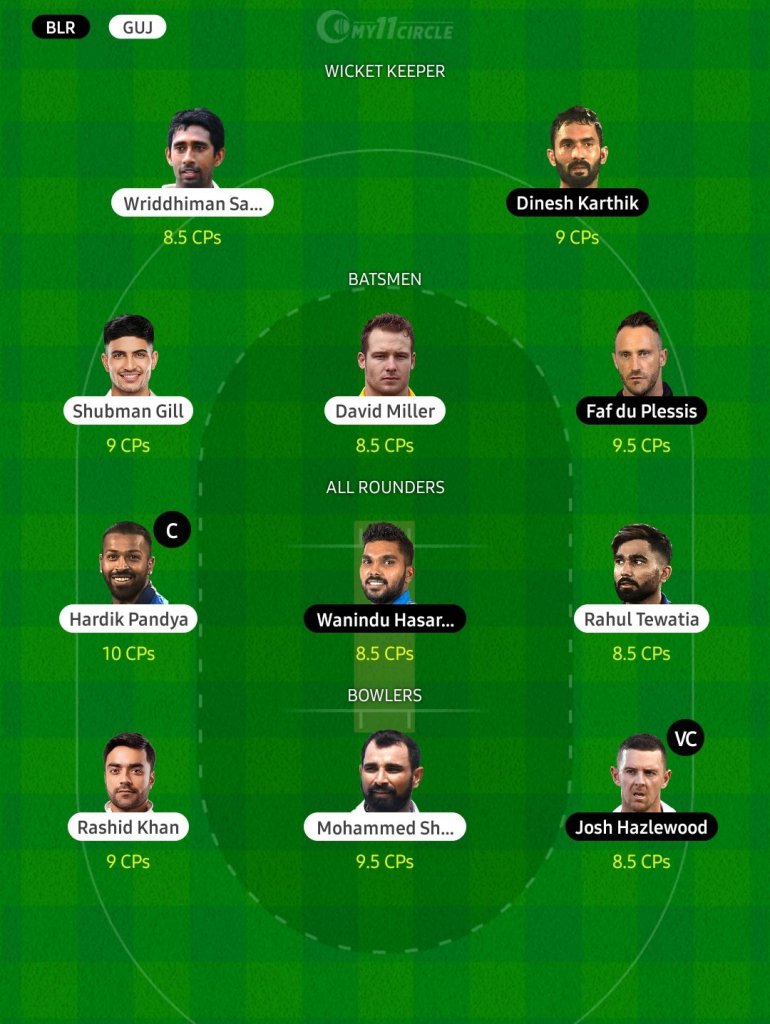 BLR GUJ MY11CIRCLE
WICKET KEEPER
Wriddhiman Sa... Dinesh Karthik
8.5 CPs 9 CPs
BATSMEN
Shubman Gill David Miller Faf du Plessis
9 CPs 8.5 CPs 9.5 CPs
ALL ROUNDERS
C
Hardik Pandya Wanindu Hasar... Rahul Tewatia
10 CPs 8.5 CPs 8.5 CPs
BOWLERS
VC
Rashid Khan Mohammed Sh... Josh Hazlewood
9 CPs 9.5 CPs 8.5 CPs